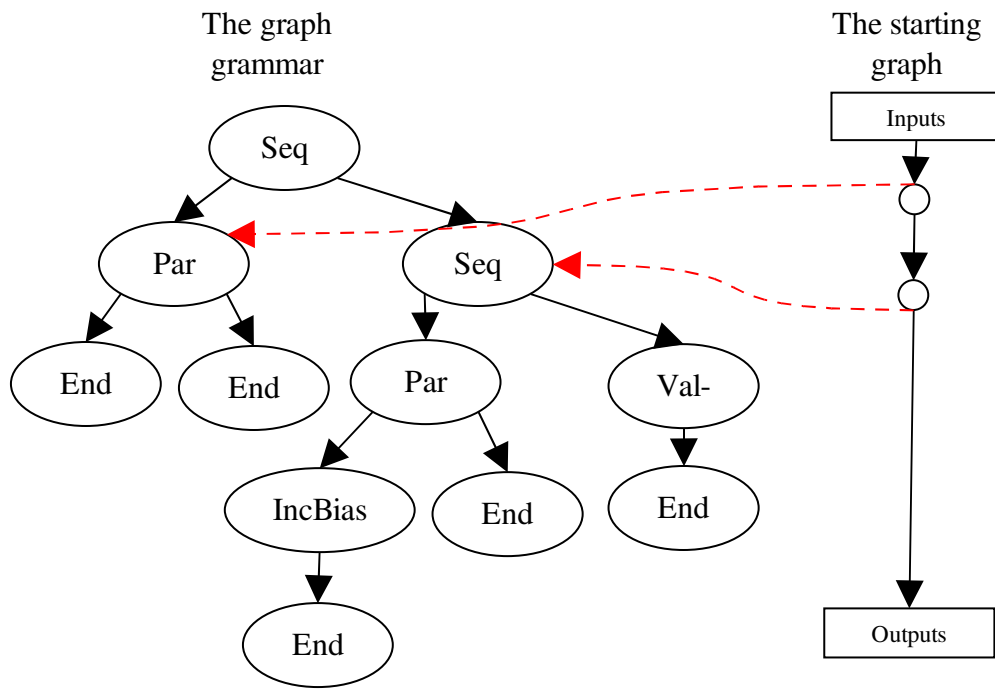 The graph
grammar
The starting
graph
Inputs
Seq
Par
Seq
End
End
Par
Val-
IncBias
End
End
End
Outputs